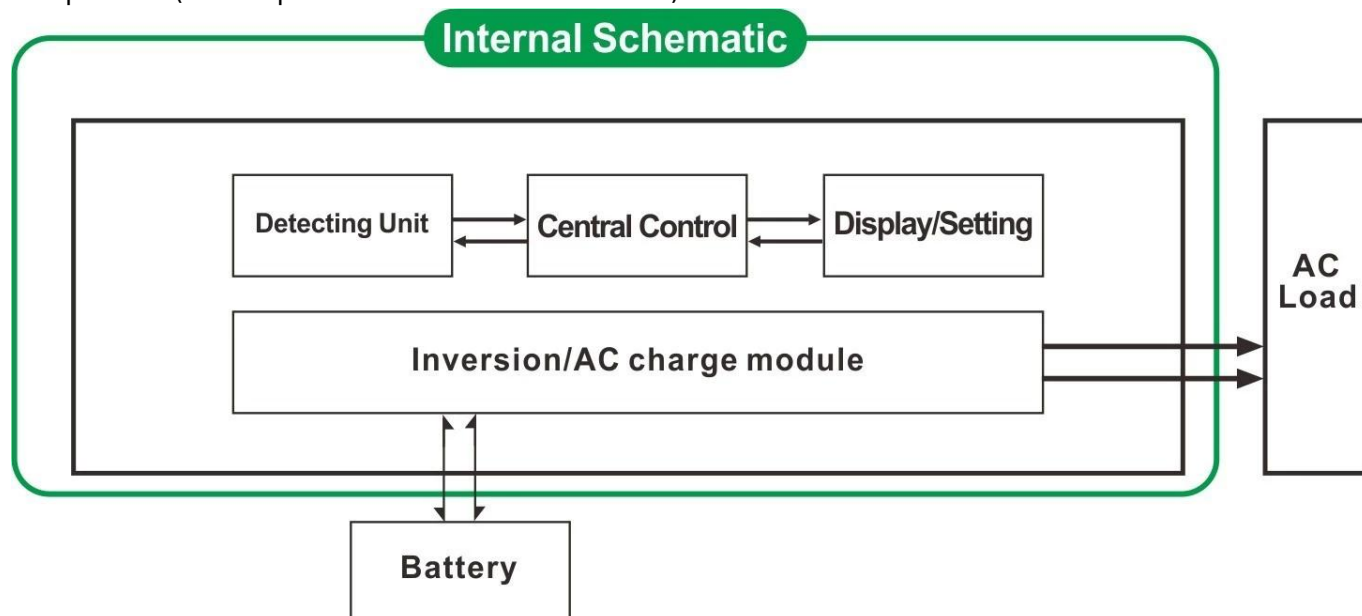 Internal Schematic
Detecting Unit
Central Control
Display/Setting
AC
Load
Inversion/AC charge module
Battery